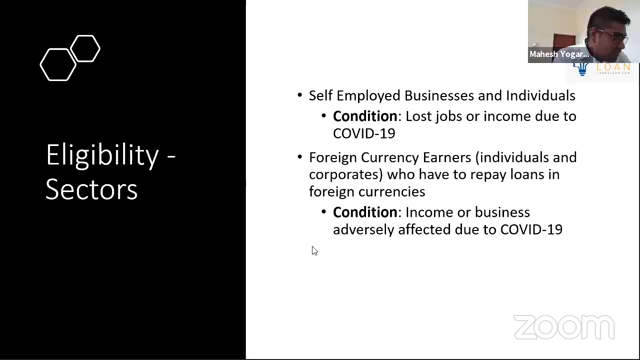 Mahesh Yogar...
LOAN
Eligibility -
Sectors
• Self Employed Businesses and Individuals
• Condition: Lost jobs or income due to
COVID-19
• Foreign Currency Earners (individuals and
corporates) who have to repay loans in
foreign currencies
• Condition: Income or business
adversely affected due to COVID-19
zoom